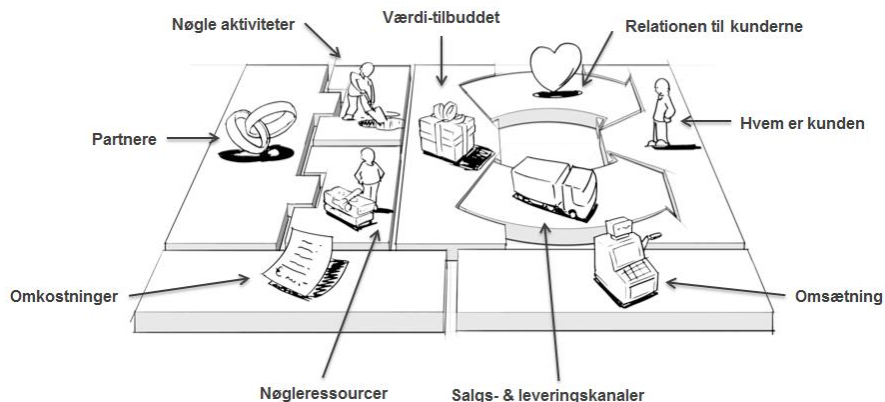 Nøgle aktiviteter
Værdi-tilbuddet
Relationen til kunderne
Partnere
Hvem er kunden
Omkostninger
Omsætning
Nøgleressourcer
Salgs- & leveringskanaler